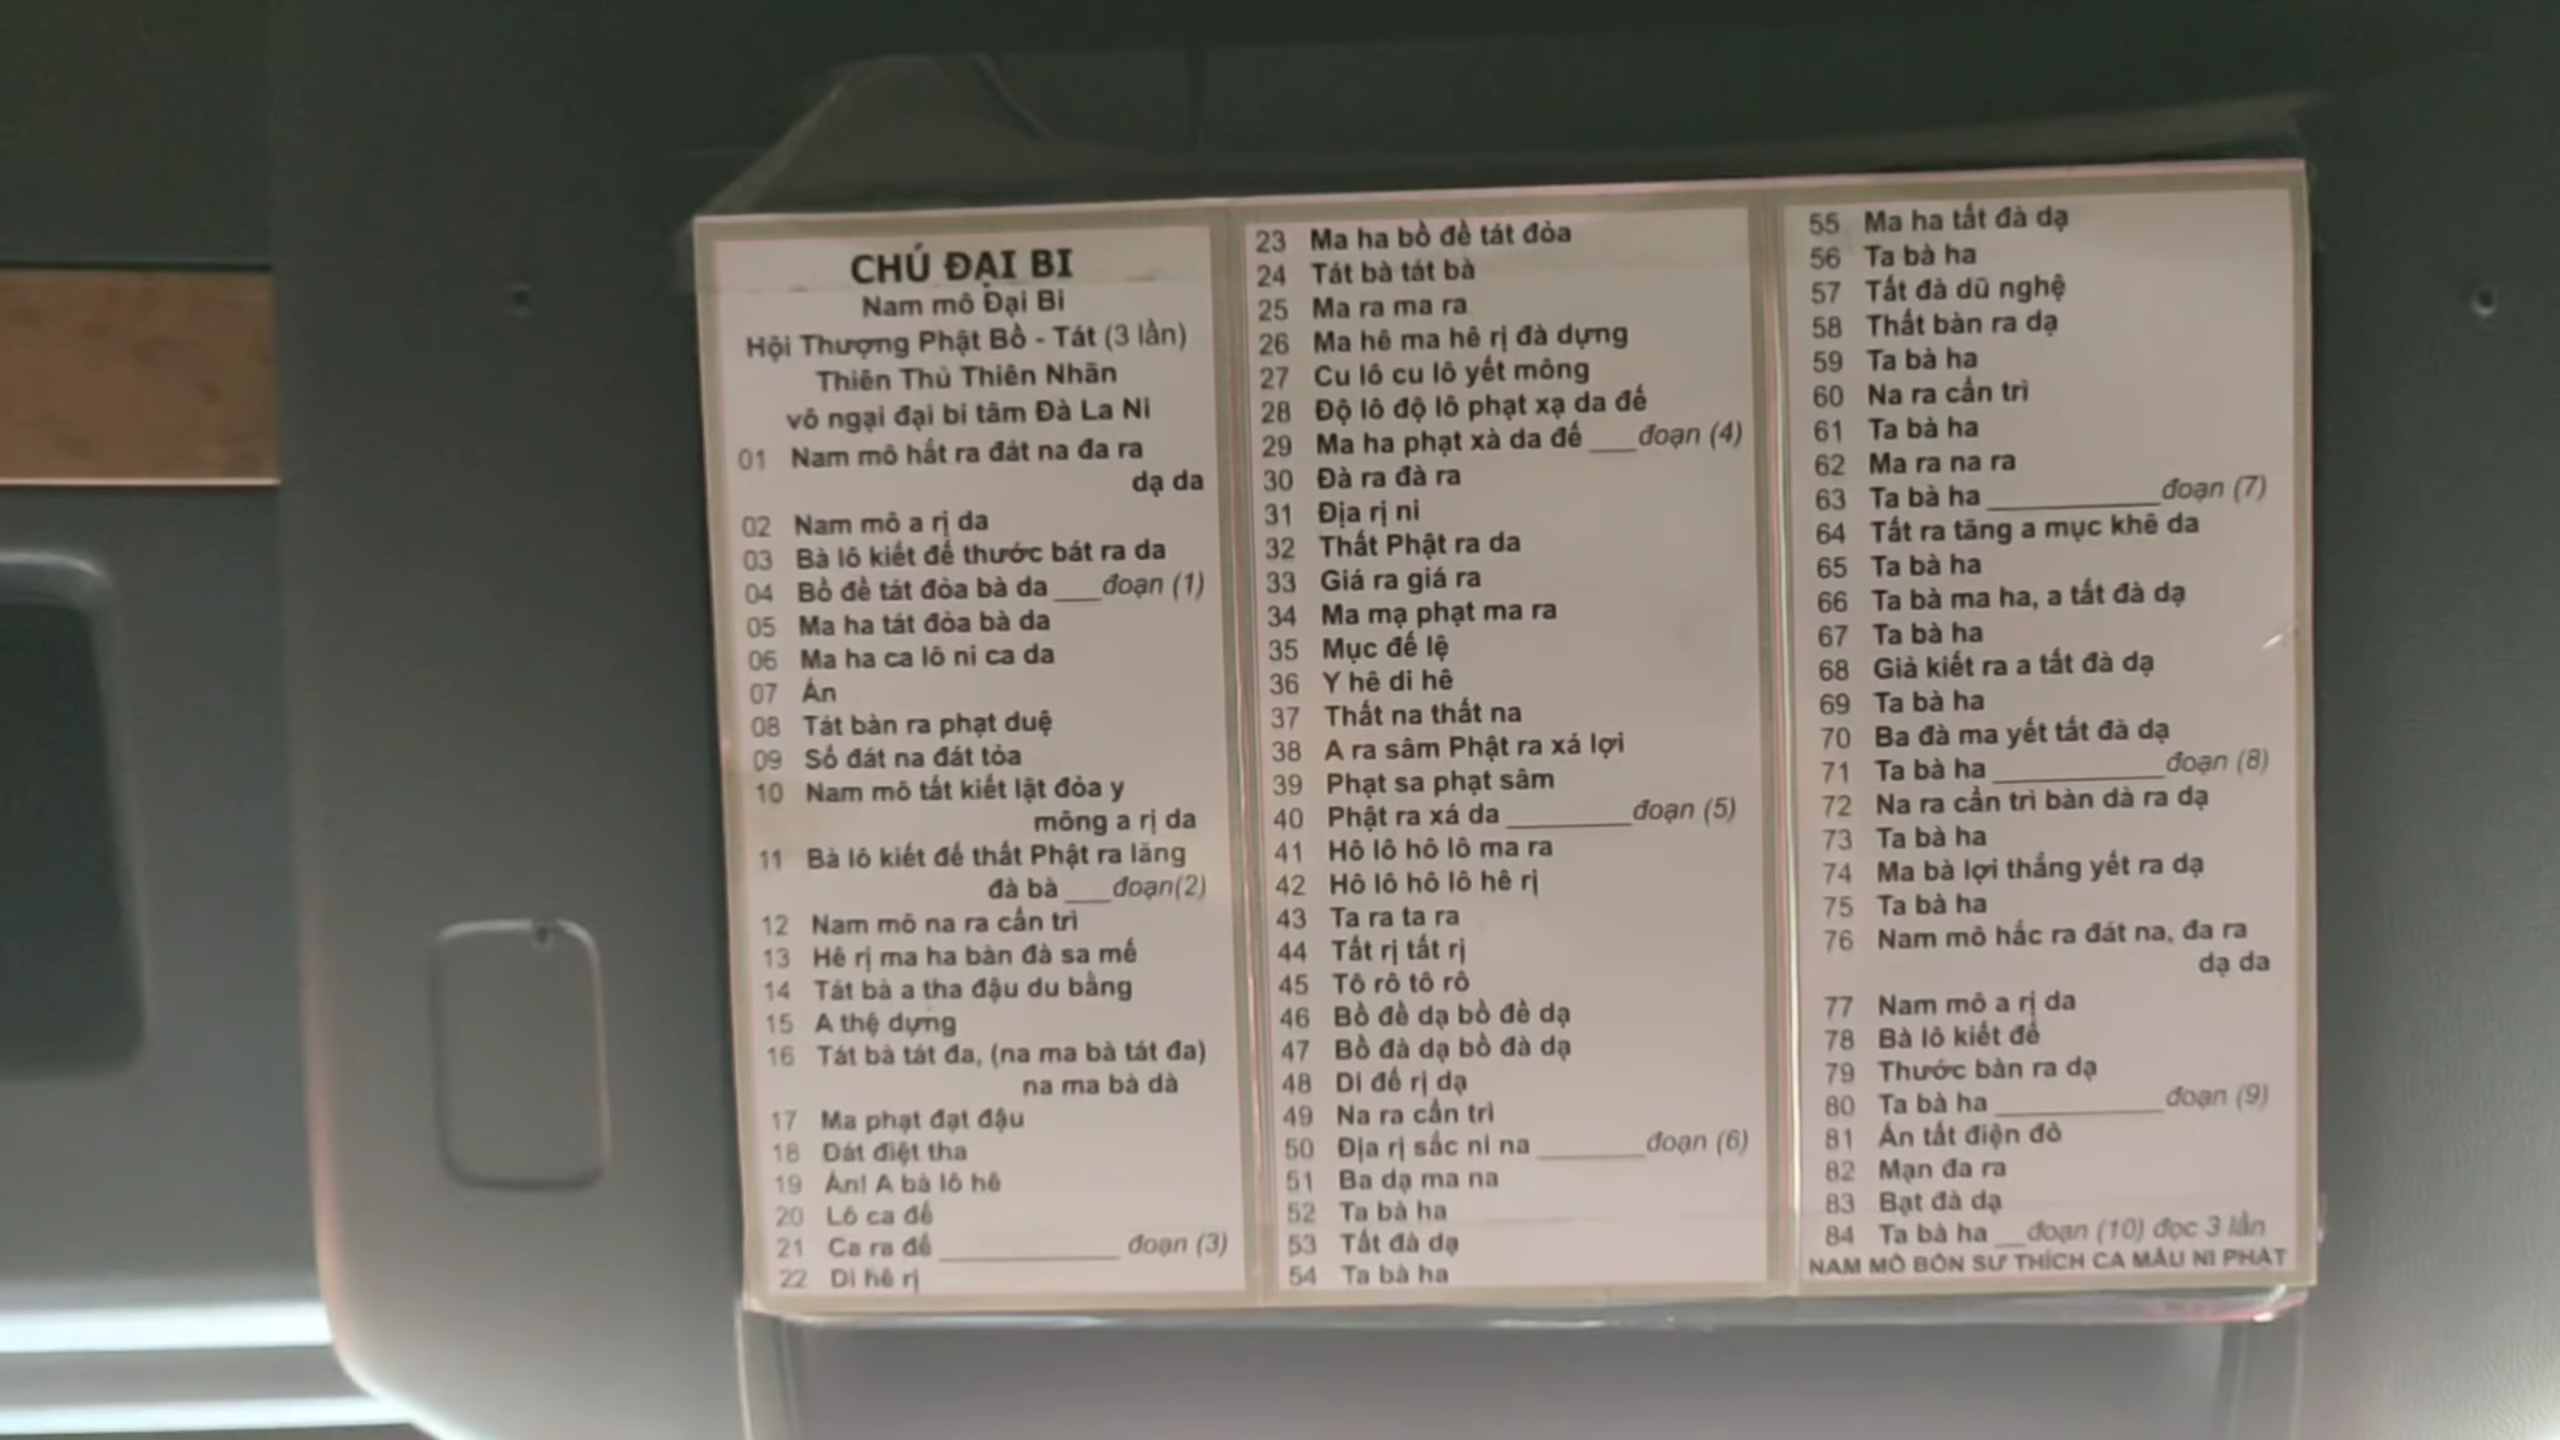 CHÚ ĐẠI BI
Nam mô Đại Bi
Hội Thượng Phật Bồ - Tát (3 lần)
Thiên Thủ Thiên Nhãn
vô ngại đại bi tâm Đà La Ni
01 Nam mô hắt ra đát na đa ra
dạ da
02 Nam mô a rị da
03 Bà lô kiết đế thước bát ra da
04 Bồ đề tát đỏa bà da ___đoạn (1)
05 Ma ha tát đỏa bà da
06 Ma ha ca lô ni ca da
07 Án
08 Tát bàn ra phạt duệ
09 Số đát na đát tỏa
10 Nam mô tất kiết lật đỏa y
mông a rị da
11 Bà lô kiết đế thất Phật ra lăng
đà bà ___đoạn(2)
12 Nam mô na ra cẩn trì
13 Hê rị ma ha bàn đà sa mế
14 Tát bà a tha đậu du bằng
15 A thệ dựng
16 Tát bà tát đa, (na ma bà tát đa)
na ma bà dà
17 Ma phạt đạt đậu
18 Đát điệt tha
19 Án! A bà lô hê
20 Lô ca đế
21 Ca ra đế ____________ đoạn (3)
22 Di hê rị
23 Ma ha bồ đề tát đỏa
24 Tát bà tát bà
25 Ma ra ma ra
26 Ma hê ma hê rị đà dựng
27 Cu lô cu lô yết mông
28 Độ lô độ lô phạt xạ da đế
29 Ma ha phạt xà da đế ___đoạn (4)
30 Đà ra đà ra
31 Địa rị ni
32 Thất Phật ra da
33 Giá ra giá ra
34 Ma mạ phạt ma ra
35 Mục đế lệ
36 Y hê di hê
37 Thất na thất na
38 A ra sâm Phật ra xá lợi
39 Phạt sa phạt sâm
40 Phật ra xá da ________đoạn (5)
41 Hô lô hô lô ma ra
42 Hô lô hô lô hê rị
43 Ta ra ta ra
44 Tất rị tất rị
45 Tô rô tô rô
46 Bồ đề dạ bồ đề dạ
47 Bồ đà dạ bồ đà dạ
48 Di đế rị dạ
49 Na ra cẩn trì
50 Địa rị sắc ni na _______đoạn (6)
51 Ba dạ ma na
52 Ta bà ha
53 Tất đà dạ
54 Ta bà ha
55 Ma ha tất đà dạ
56 Ta bà ha
57 Tất đà dũ nghệ
58 Thất bàn ra dạ
59 Ta bà ha
60 Na ra cẩn trì
61 Ta bà ha
62 Ma ra na ra
63 Ta bà ha ___________đoạn (7)
64 Tất ra tăng a mục khê da
65 Ta bà ha
66 Ta bà ma ha, a tất đà dạ
67 Ta bà ha
68 Giả kiết ra a tất đà dạ
69 Ta bà ha
70 Ba đà ma yết tất đà dạ
71 Ta bà ha ___________đoạn (8)
72 Na ra cẩn trì bàn dà ra dạ
73 Ta bà ha
74 Ma bà lợi thắng yết ra dạ
75 Ta bà ha
76 Nam mô hắc ra đát na, đa ra
dạ da
77 Nam mô a rị da
78 Bà lô kiết đế
79 Thước bàn ra dạ
80 Ta bà ha ___________đoạn (9)
81 Án tất điện đô
82 Mạn đa ra
83 Bạt đà dạ
84 Ta bà ha __đoạn (10) đọc 3 lần
NAM MÔ BỔN SƯ THÍCH CA MÂU NI PHẬT